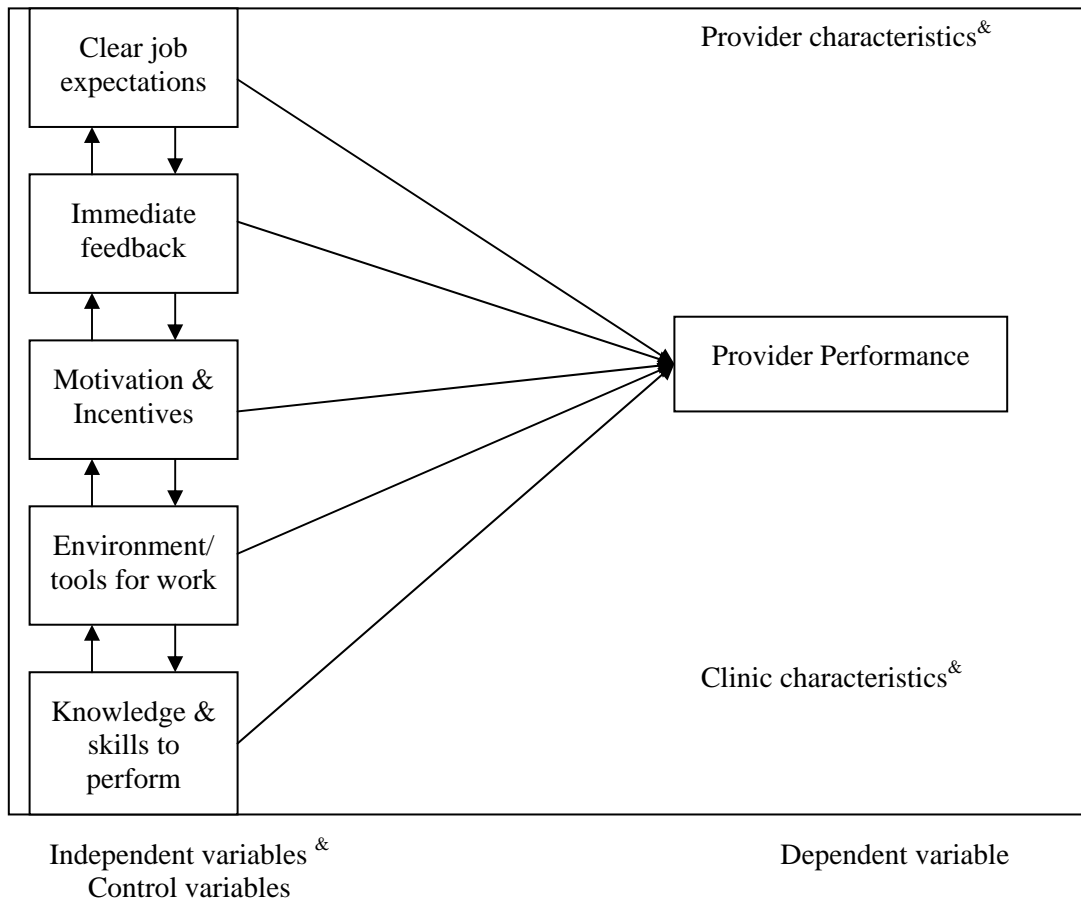 Clear job
expectations
Provider characteristics&
Immediate
feedback
Motivation &
Incentives
Provider Performance
Environment/
tools for work
Knowledge &
skills to
perform
Clinic characteristics&
Independent variables &
Control variables
Dependent variable